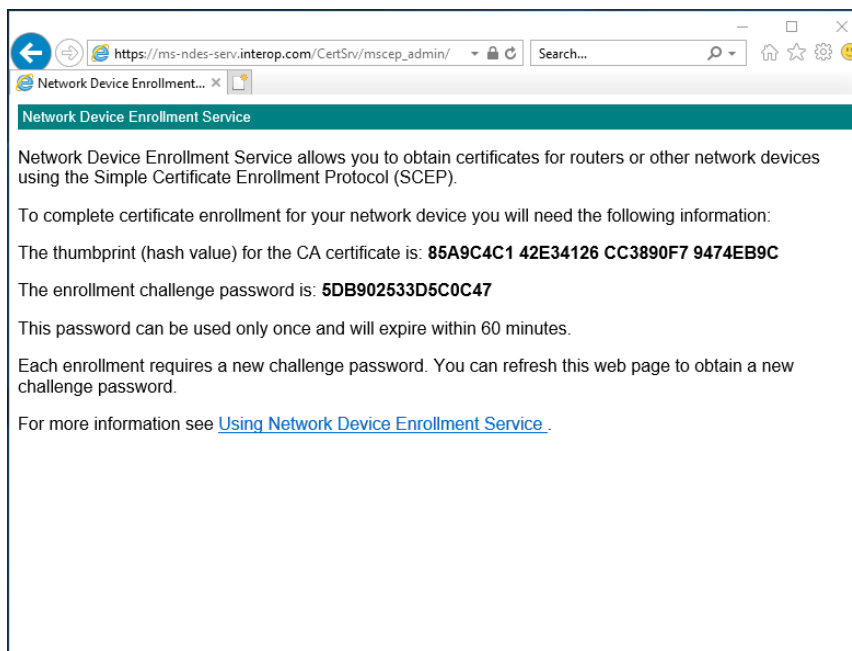 https://ms-ndes-serv.interop.com/CertSrv/mscep_admin/
Search...
Network Device Enrollment...
Network Device Enrollment Service
Network Device Enrollment Service allows you to obtain certificates for routers or other network devices
using the Simple Certificate Enrollment Protocol (SCEP).
To complete certificate enrollment for your network device you will need the following information:
The thumbprint (hash value) for the CA certificate is: 85A9C4C1 42E34126 CC3890F7 9474EB9C
The enrollment challenge password is: 5DB902533D5C0C47
This password can be used only once and will expire within 60 minutes.
Each enrollment requires a new challenge password. You can refresh this web page to obtain a new
challenge password.
For more information see Using Network Device Enrollment Service .